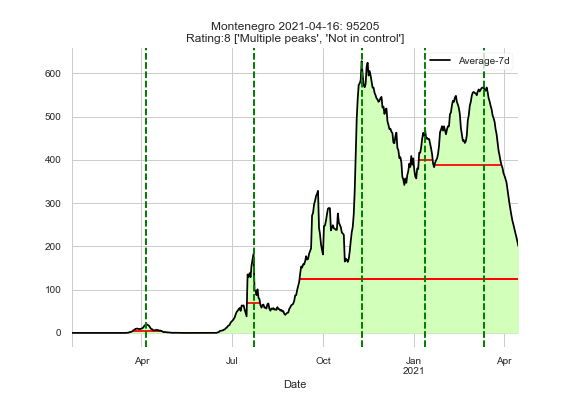 Montenegro 2021-04-16: 95205
Rating:8 ['Multiple peaks', 'Not in control']
Average-7d
600
500
400
300
200
100
0
Apr
Jul
Oct
Jan
2021
Apr
Date